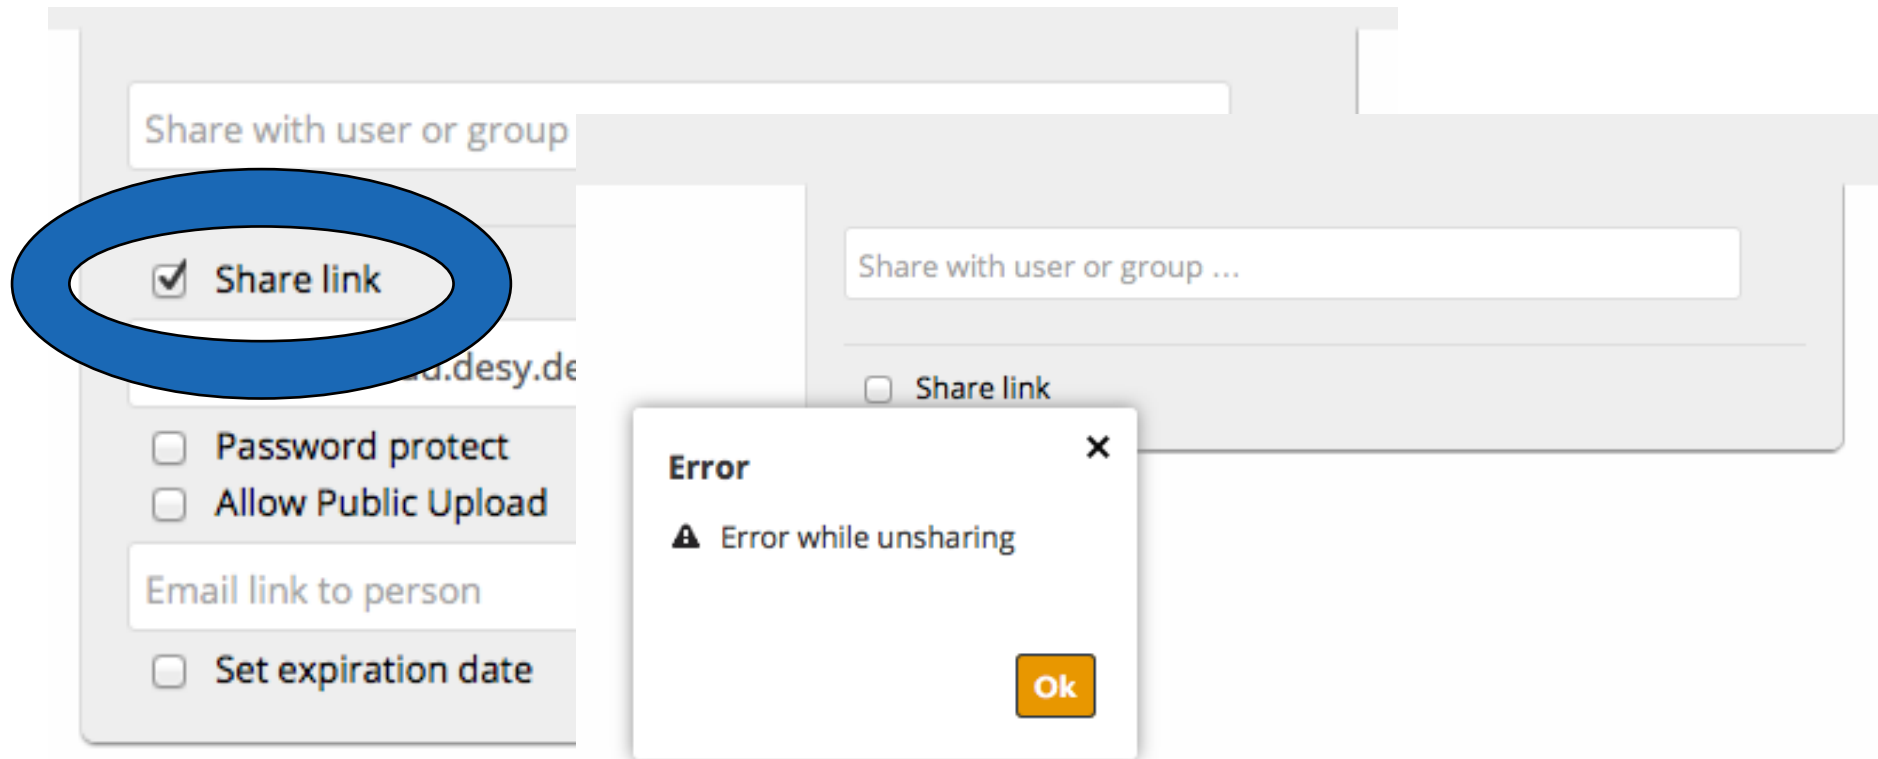 Share with user or group
Share link
.desy.de
Password protect
Allow Public Upload
Email link to person
Set expiration date
Share with user or group ...
Share link
Error
Error while unsharing
Ok